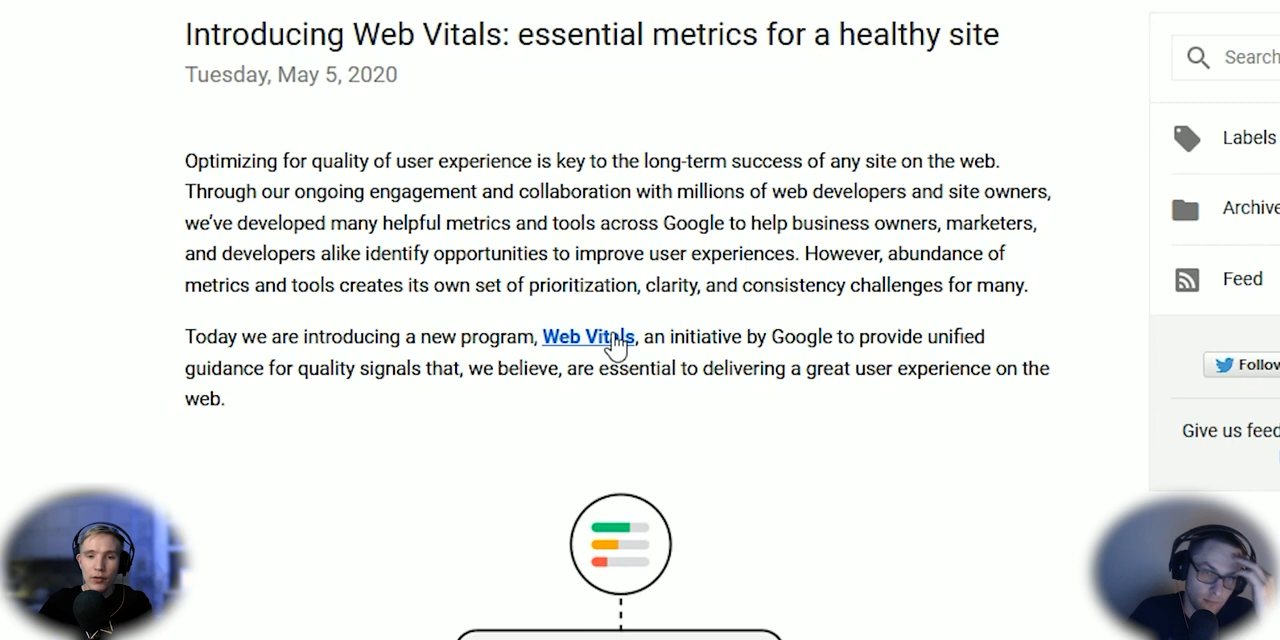 Introducing Web Vitals: essential metrics for a healthy site
Tuesday, May 5, 2020
Optimizing for quality of user experience is key to the long-term success of any site on the web.
Through our ongoing engagement and collaboration with millions of web developers and site owners,
we've developed many helpful metrics and tools across Google to help business owners, marketers,
and developers alike identify opportunities to improve user experiences. However, abundance of
metrics and tools creates its own set of prioritization, clarity, and consistency challenges for many.
Today we are introducing a new program, Web Vitals, an initiative by Google to provide unified
guidance for quality signals that, we believe, are essential to delivering a great user experience on the
web.
Search
Labels
Archive
Feed
Follow
Give us feed